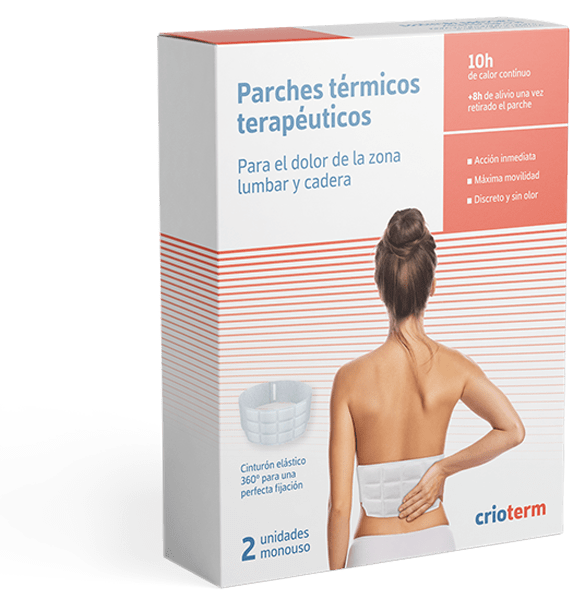 Parches térmicos
terapéuticos
Para el dolor de la zona
lumbar y cadera
10h
de calor continuo
+8h de alivio una vez
retirado el parche
Acción inmediata
Máxima movilidad
Discreto y sin olor
Cinturón elástico
360º para una
perfecta fijación
2 unidades
monouso
crioterm